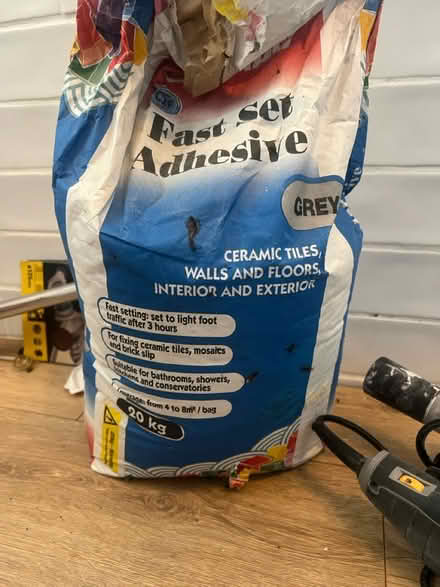 Fast Set
Adhesive
GREY
CERAMIC TILES,
WALLS AND FLOORS,
INTERIOR AND EXTERIOR
Fast setting: set to light foot
traffic after 3 hours
For fixing ceramic tiles, mosaics
and brick slip
Suitable for bathrooms, showers,
kitchens and conservatories
from 4 to 8m² / bag
20 kg